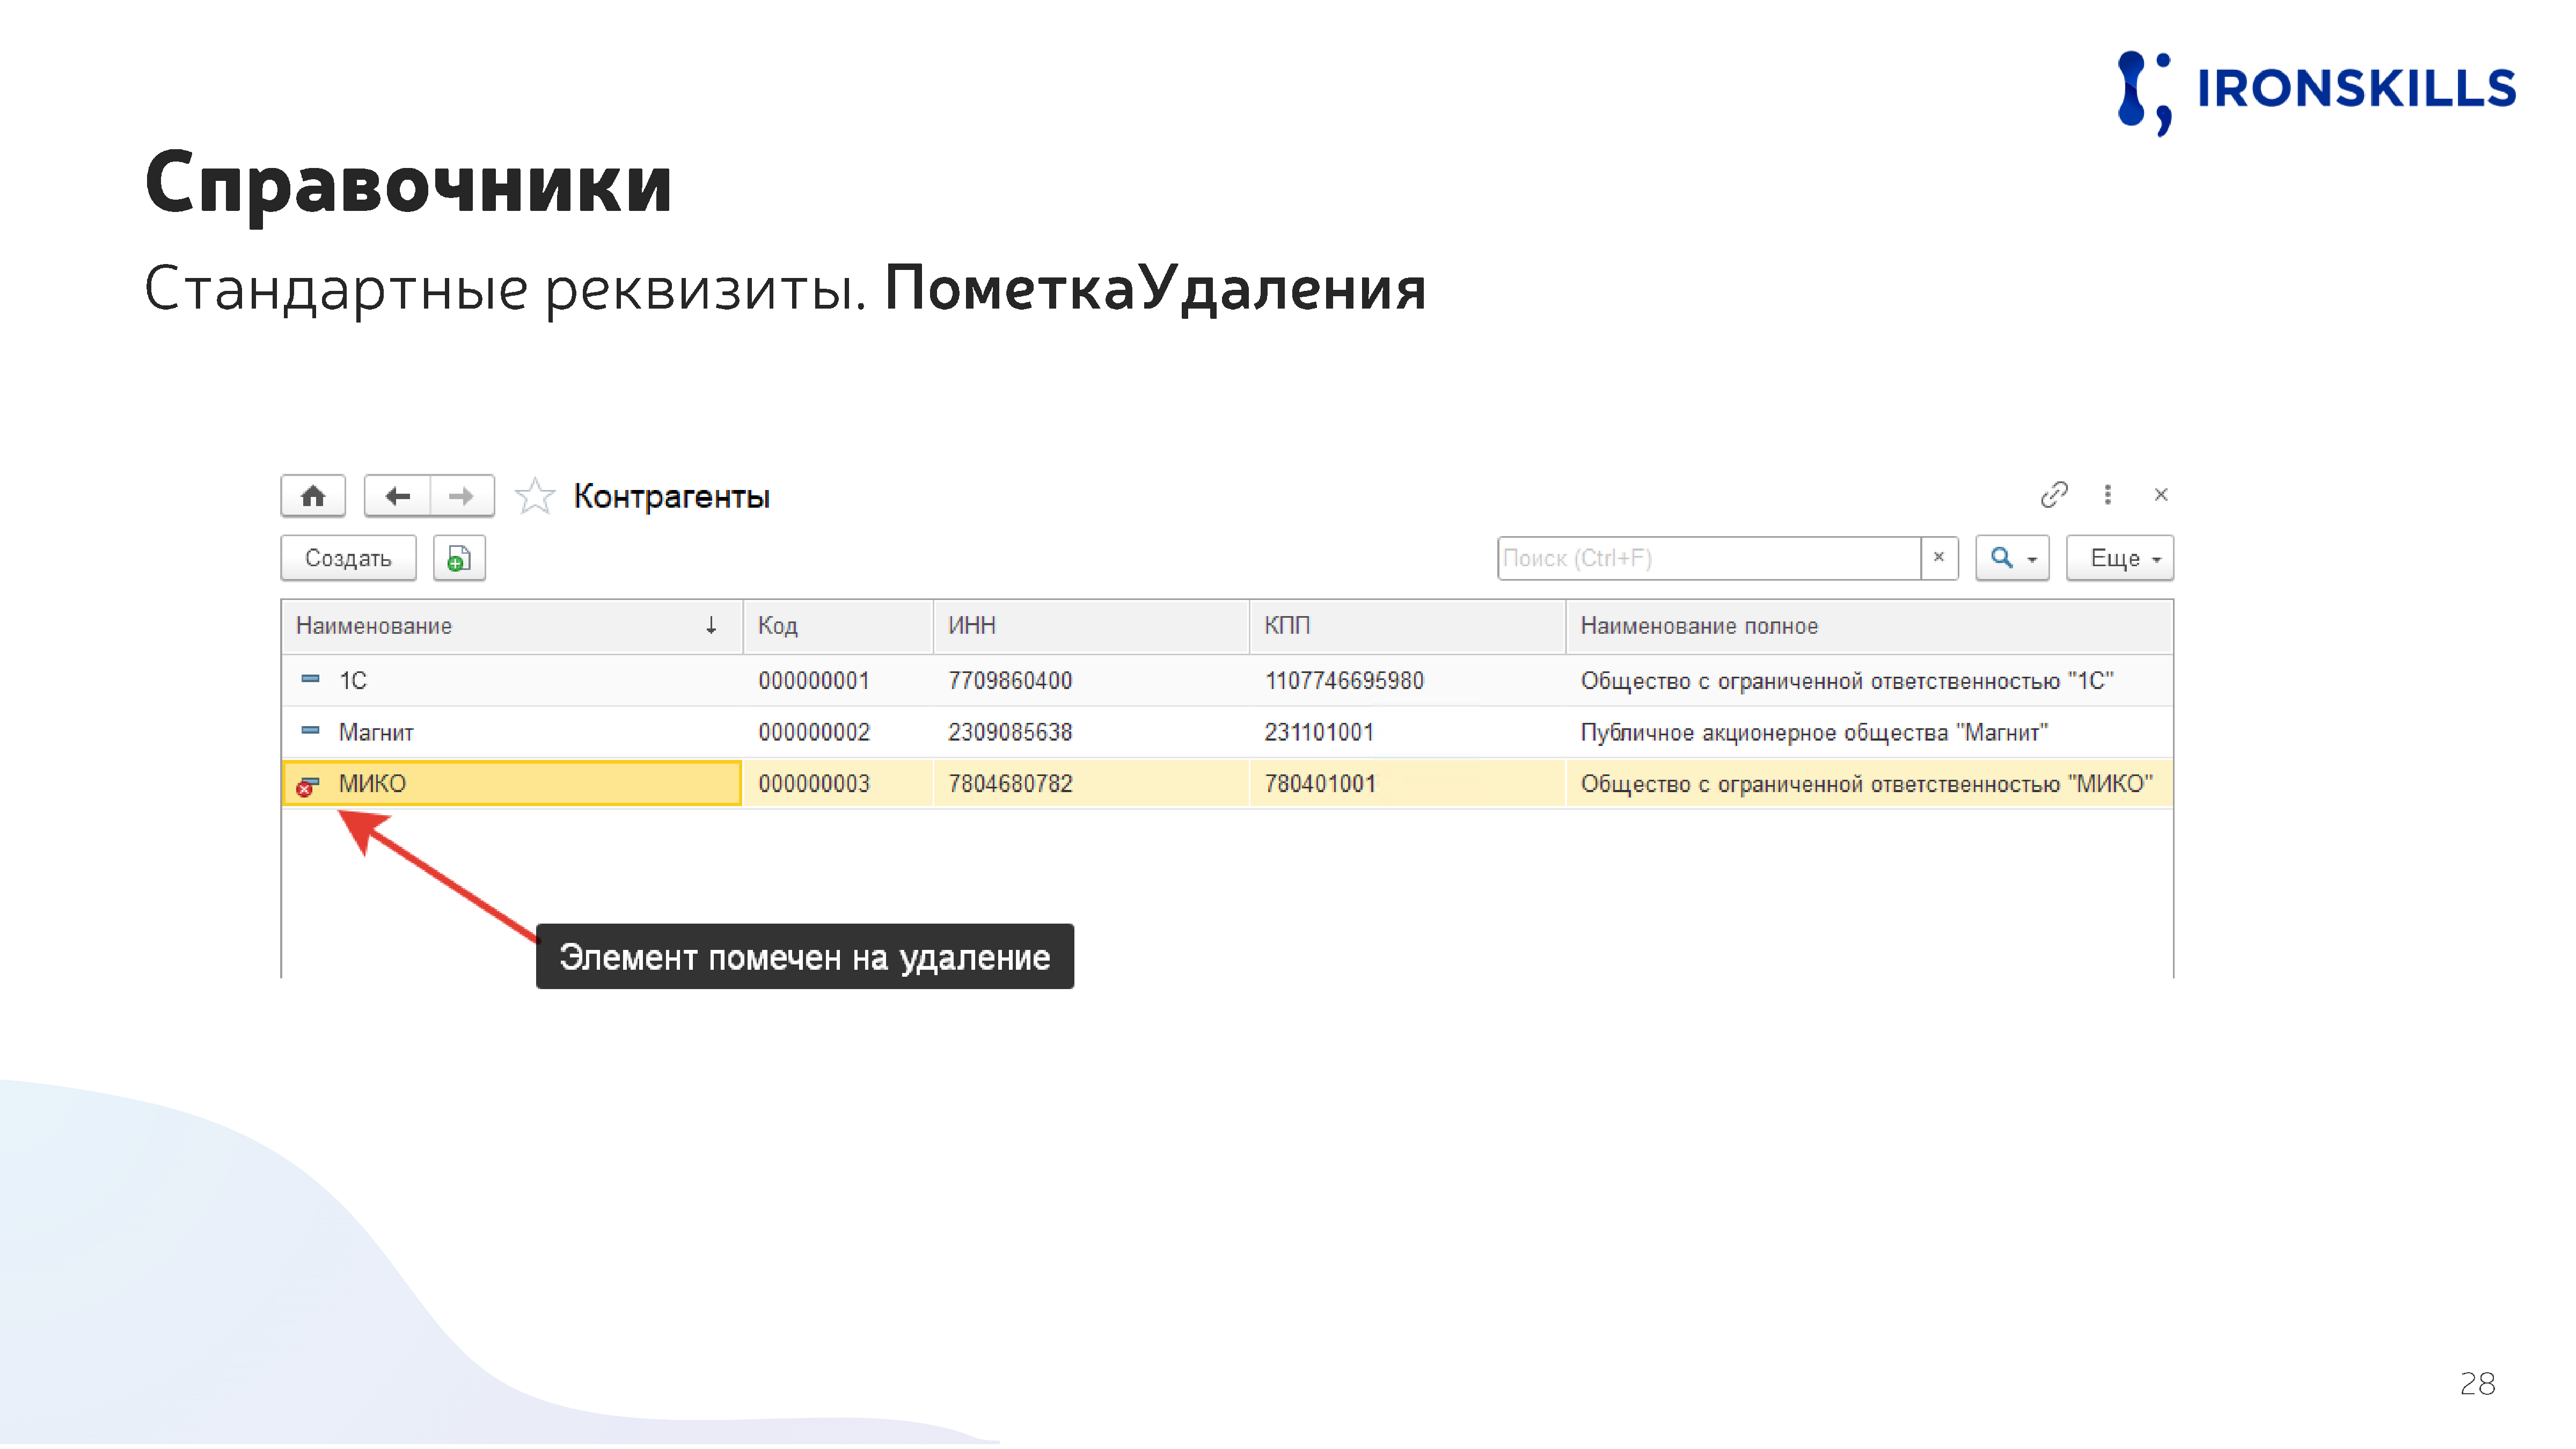 IRONSKILLS
Справочники
Стандартные реквизиты. ПометкаУдаления
Контрагенты
Создать Поиск (Ctrl+F) × Еще
Наименование ↓ Код ИНН КПП Наименование полное
1С 000000001 7709860400 1107746695980 Общество с ограниченной ответственностью "1С"
Магнит 000000002 2309085638 231101001 Публичное акционерное общества "Магнит"
МИКО 000000003 7804680782 780401001 Общество с ограниченной ответственностью "МИКО"
Элемент помечен на удаление
28